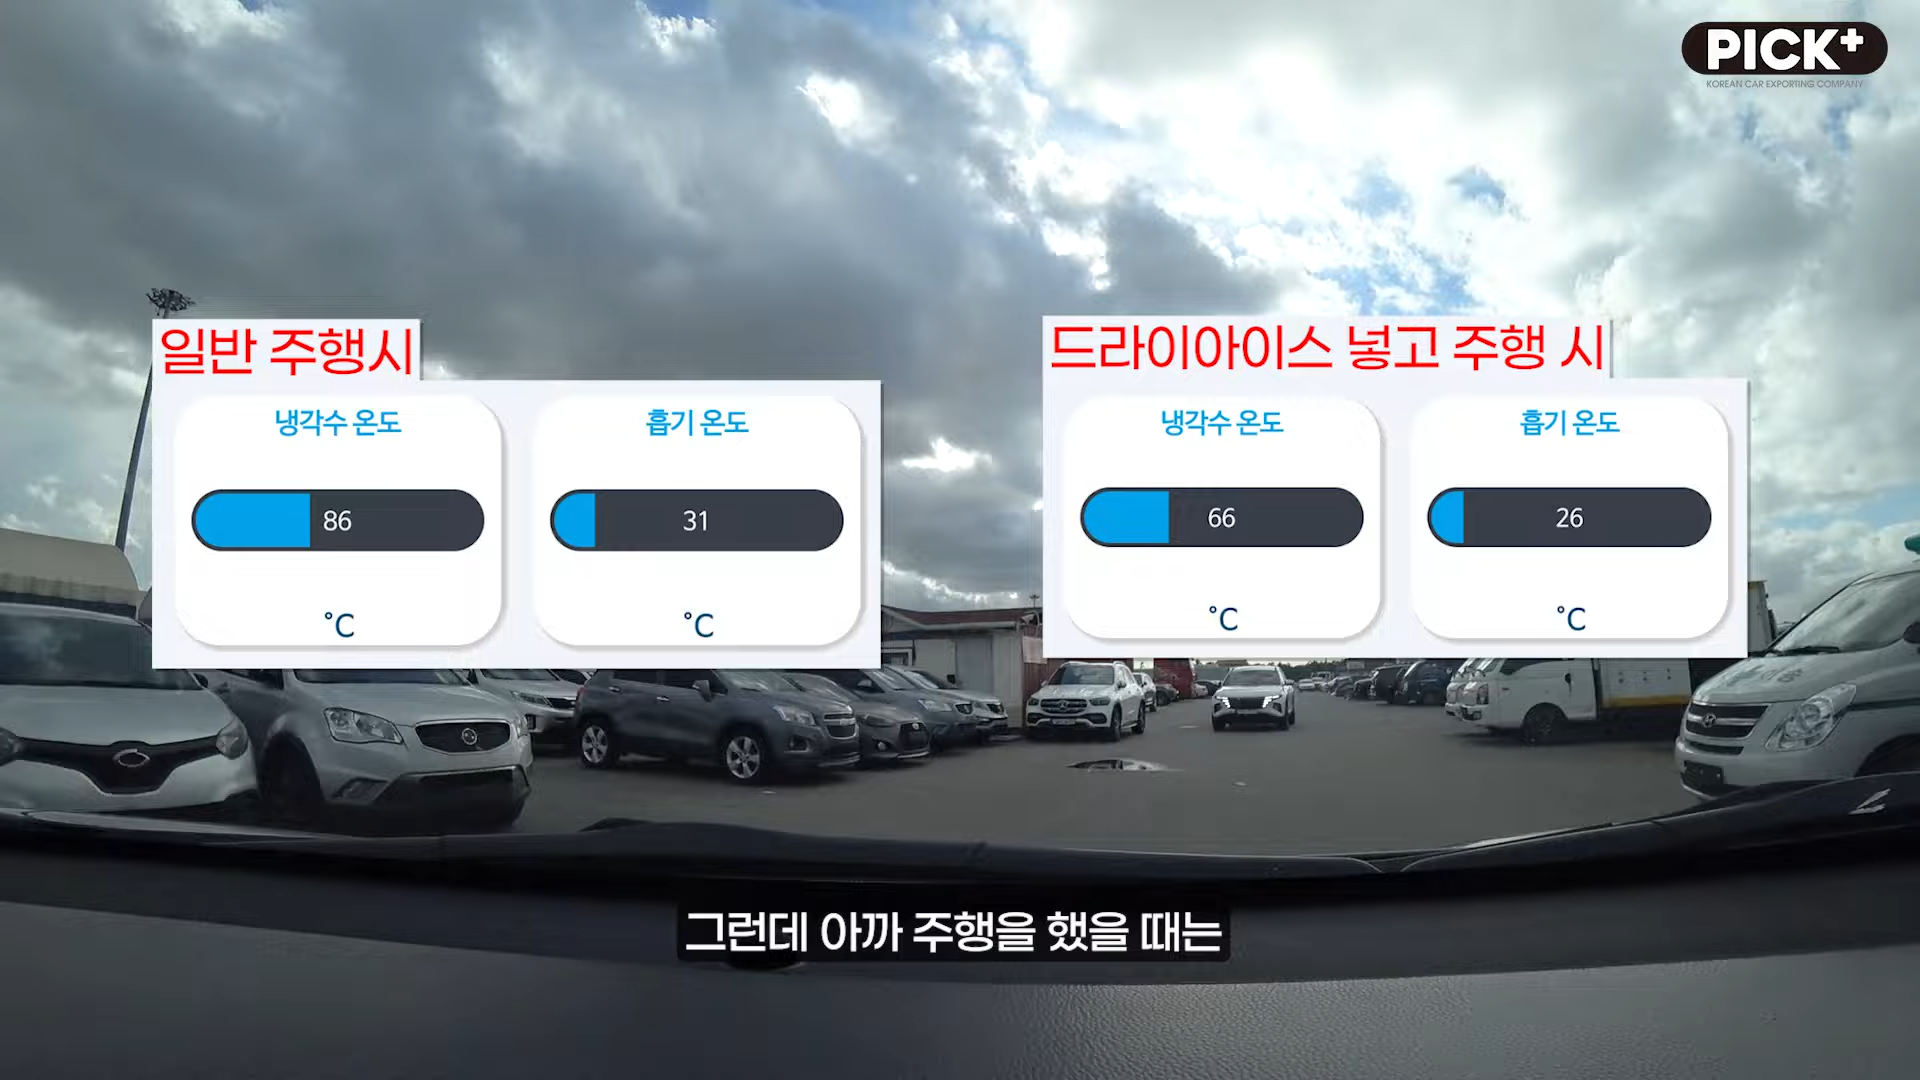 PICK+
KOREAN CAR EXPORTING COMPANY
일반 주행시
냉각수 온도
86
°C
흡기 온도
31
°C
드라이아이스 넣고 주행 시
냉각수 온도
66
°C
흡기 온도
26
°C
그런데 아까 주행을 했을 때는